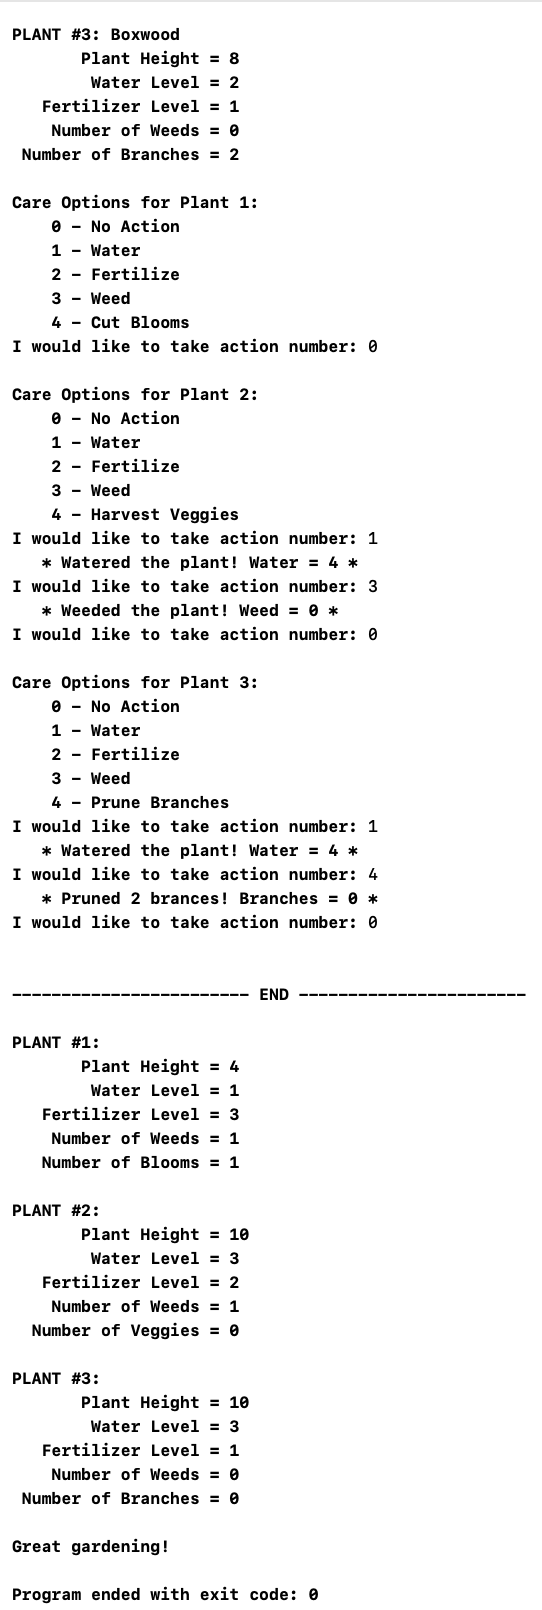 PLANT #3: Boxwood
Plant Height = 8
Water Level = 2
Fertilizer Level = 1
Number of Weeds = 0
Number of Branches = 2
Care Options for Plant 1:
0 - No Action
1 - Water
2 - Fertilize
3 - Weed
4 - Cut Blooms
I would like to take action number: 0
Care Options for Plant 2:
0 - No Action
1 - Water
2 - Fertilize
3 - Weed
4 - Harvest Veggies
I would like to take action number: 1
* Watered the plant! Water = 4 *
I would like to take action number: 3
* Weeded the plant! Weed = 0 *
I would like to take action number: 0
Care Options for Plant 3:
0 - No Action
1 - Water
2 - Fertilize
3 - Weed
4 - Prune Branches
I would like to take action number: 1
* Watered the plant! Water = 4 *
I would like to take action number: 4
* Pruned 2 brances! Branches = 0 *
I would like to take action number: 0
------------------------ END -----------------------
PLANT #1:
Plant Height = 4
Water Level = 1
Fertilizer Level = 3
Number of Weeds = 1
Number of Blooms = 1
PLANT #2:
Plant Height = 10
Water Level = 3
Fertilizer Level = 2
Number of Weeds = 1
Number of Veggies = 0
PLANT #3:
Plant Height = 10
Water Level = 3
Fertilizer Level = 1
Number of Weeds = 0
Number of Branches = 0
Great gardening!
Program ended with exit code: 0